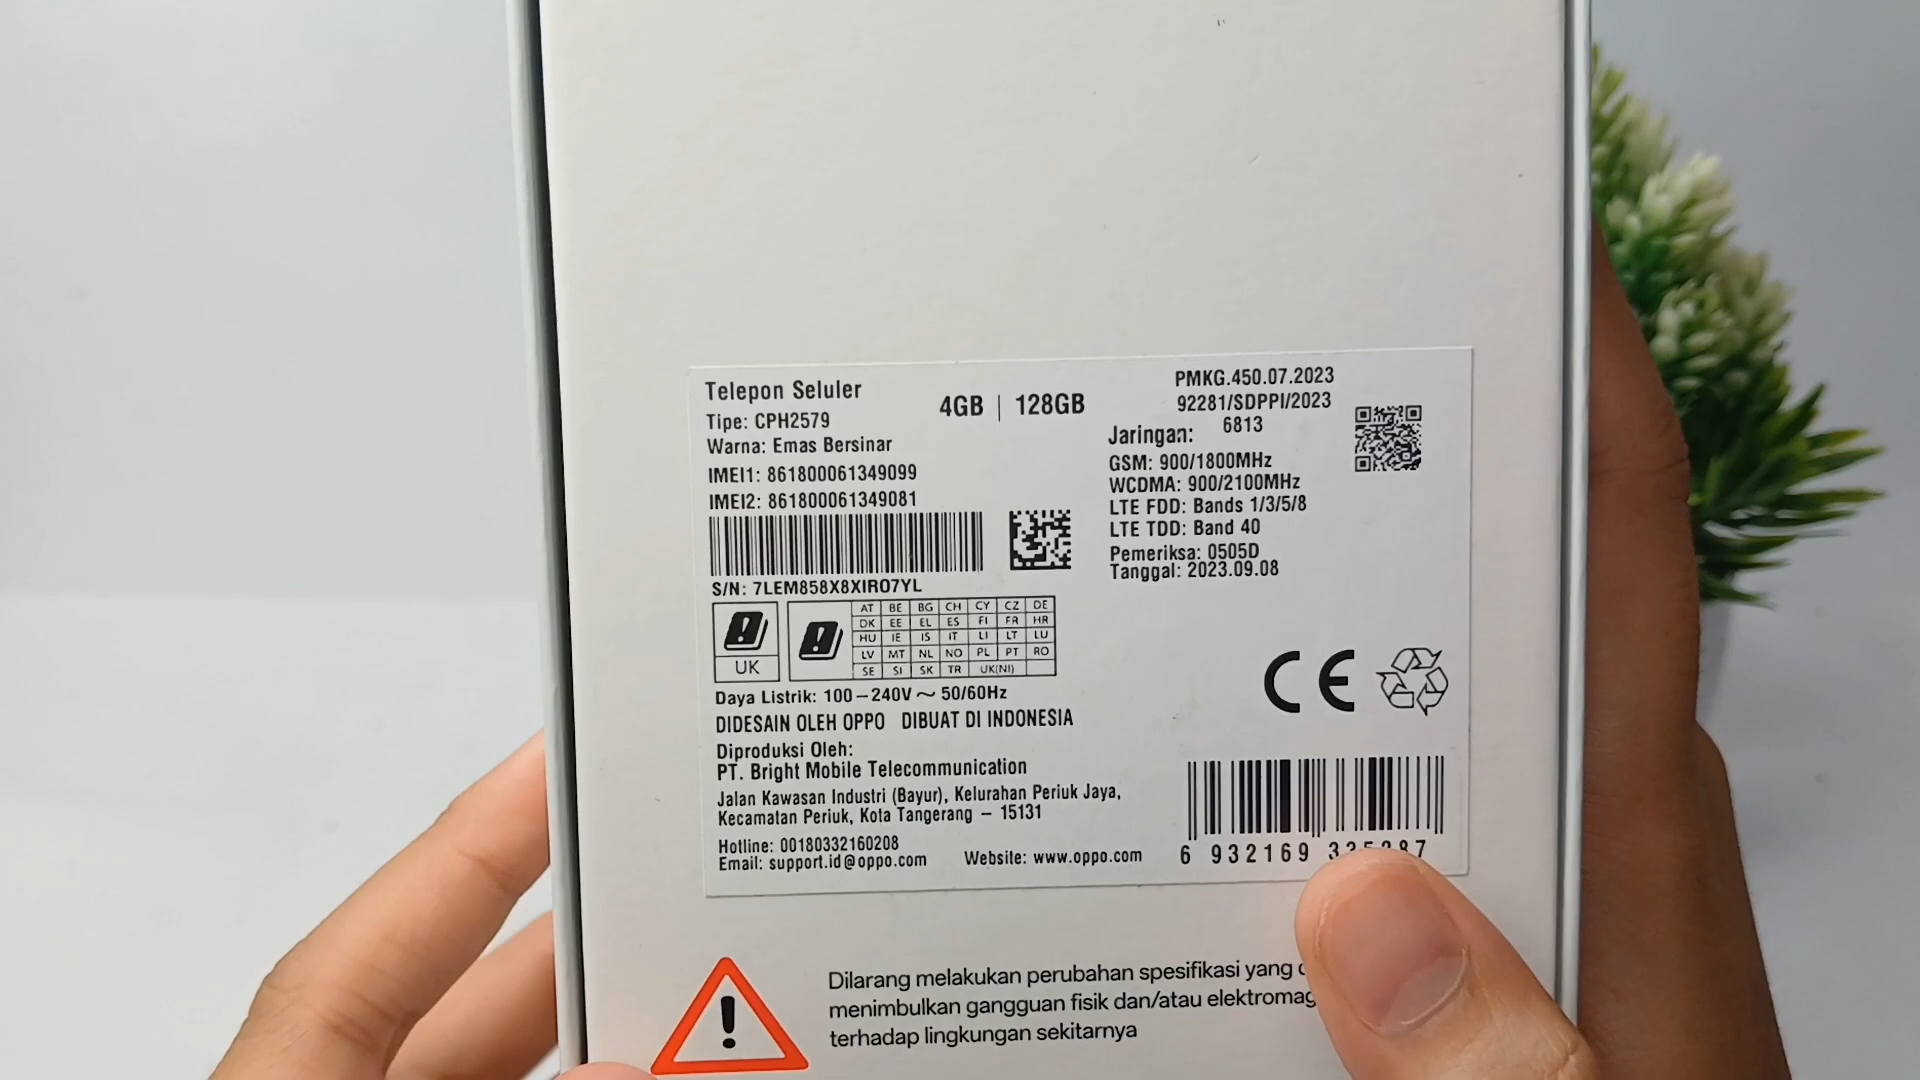 Telepon Seluler
Tipe: CPH2579
Warna: Emas Bersinar
4GB | 128GB
IMEI1: 861800061349099
IMEI2: 861800061349081
S/N: 7LEM858X8XIRO7YL
PMKG.450.07.2023
92281/SDPPI/2023
6813
Jaringan:
GSM: 900/1800MHz
WCDMA: 900/2100MHz
LTE FDD: Bands 1/3/5/8
LTE TDD: Band 40
Pemeriksa: 0505D
Tanggal: 2023.09.08
UK
AT BE BG CH CY CZ DE
DK EE EL ES FI FR HR
HU IE IS IT LI LT LU
LV MT NL NO PL PT RO
SE SI SK TR UK(NI)
Daya Listrik: 100–240V ~ 50/60Hz
DIDESAIN OLEH OPPO DIBUAT DI INDONESIA
Diproduksi Oleh:
PT. Bright Mobile Telecommunication
Jalan Kawasan Industri (Bayur), Kelurahan Periuk Jaya,
Kecamatan Periuk, Kota Tangerang – 15131
Hotline: 00180332160208
Email: support.id@oppo.com Website: www.oppo.com
CE
6 932169
Dilarang melakukan perubahan spesifikasi yang
menimbulkan gangguan fisik dan/atau
terhadap lingkungan sekitarnya